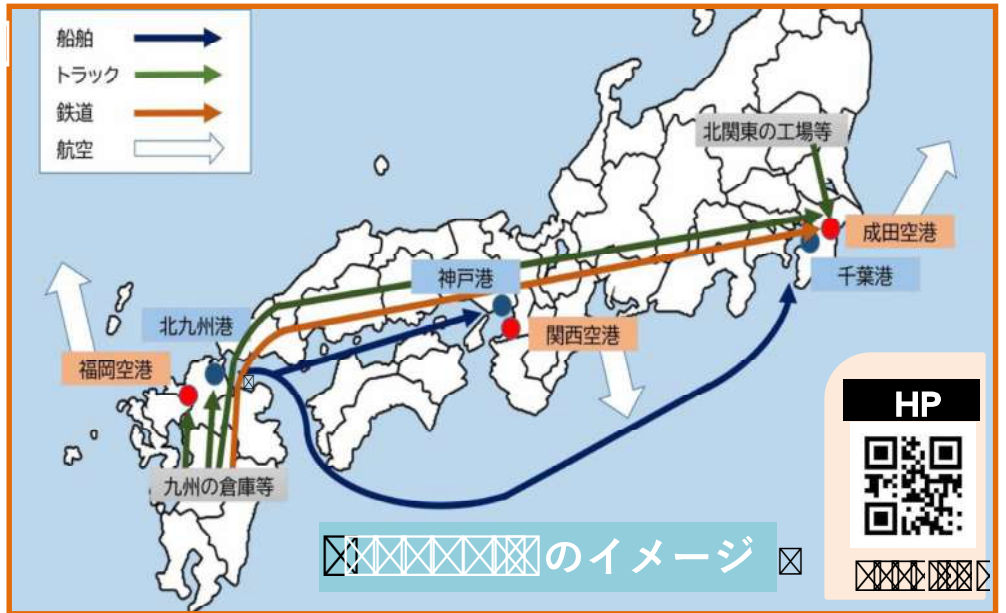 船舶
トラック
鉄道
航空
北関東の工場等
成田空港
千葉港
神戸港
関西空港
北九州港
福岡空港
九州の倉庫等
HP
のイメージ